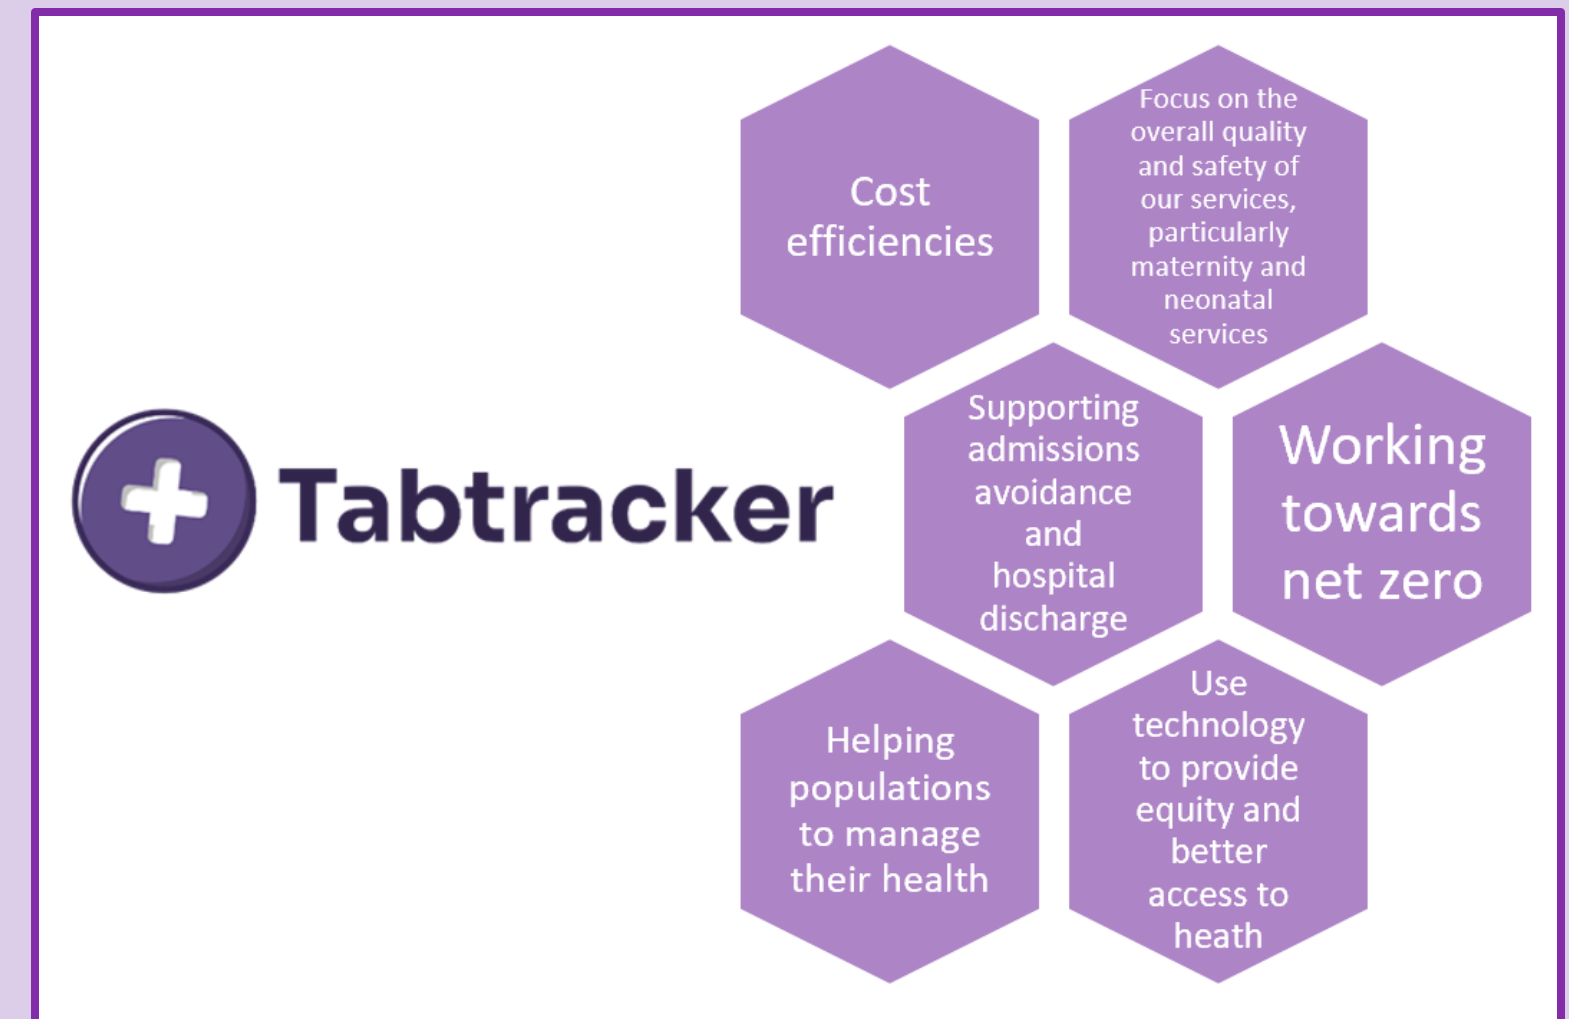 Cost
efficiencies
Focus on the
overall quality
and safety of
our services,
particularly
maternity and
neonatal
services
Tabtracker
Supporting
admissions
avoidance
and
hospital
discharge
Working
towards
net zero
Helping
populations
to manage
their health
Use
technology
to provide
equity and
better
access to
heath